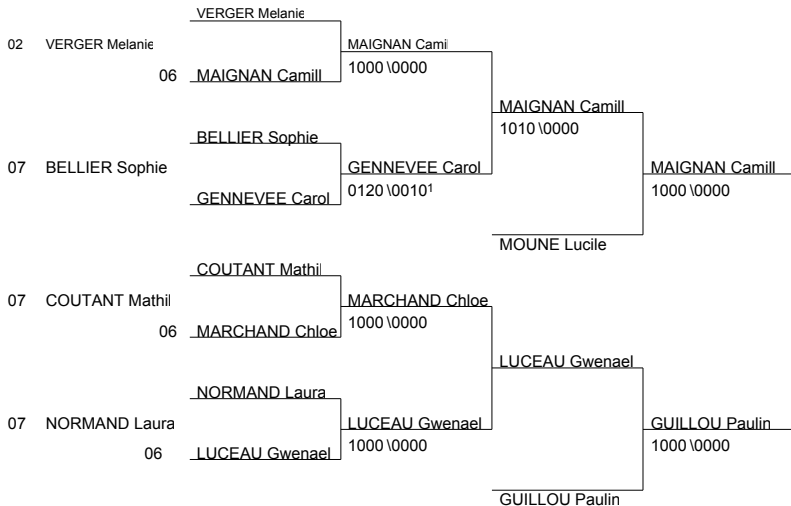 VERGER Melanie
02 VERGER Melanie
MAIGNAN Cami
06 MAIGNAN Camill
1000 \0000
MAIGNAN Camill
1010 \0000
BELLIER Sophie
07 BELLIER Sophie
GENNEVEE Carol
MAIGNAN Camill
0120 \0010¹
1000 \0000
GENNEVEE Carol
MOUNE Lucile
COUTANT Mathil
07 COUTANT Mathil
MARCHAND Chloe
1000 \0000
06 MARCHAND Chloe
LUCEAU Gwenael
NORMAND Laura
07 NORMAND Laura
LUCEAU Gwenael
GUILLOU Paulin
1000 \0000
1000 \0000
06 LUCEAU Gwenael
GUILLOU Paulin